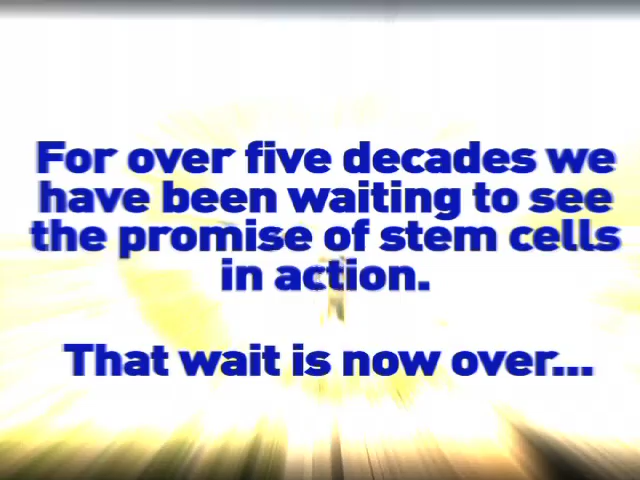 For over five decades we
have been waiting to see
the promise of stem cells
in action.
That wait is now over...